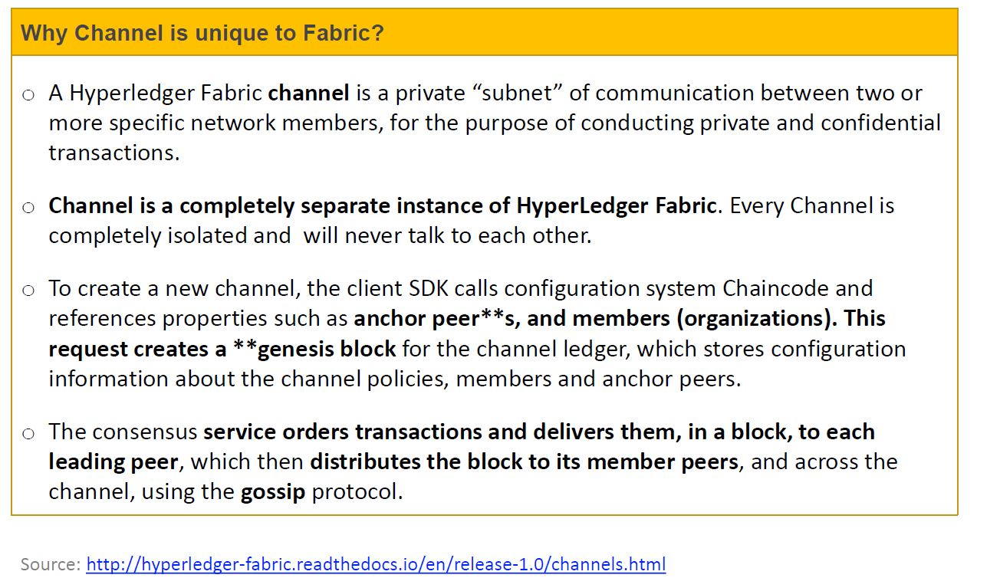 Why Channel is unique to Fabric?
o A Hyperledger Fabric channel is a private “subnet” of communication between two or
more specific network members, for the purpose of conducting private and confidential
transactions.
o Channel is a completely separate instance of HyperLedger Fabric. Every Channel is
completely isolated and  will never talk to each other.
o To create a new channel, the client SDK calls configuration system Chaincode and
references properties such as anchor peer**s, and members (organizations). This
request creates a **genesis block for the channel ledger, which stores configuration
information about the channel policies, members and anchor peers.
o The consensus service orders transactions and delivers them, in a block, to each
leading peer, which then distributes the block to its member peers, and across the
channel, using the gossip protocol.
Source: http://hyperledger-fabric.readthedocs.io/en/release-1.0/channels.html